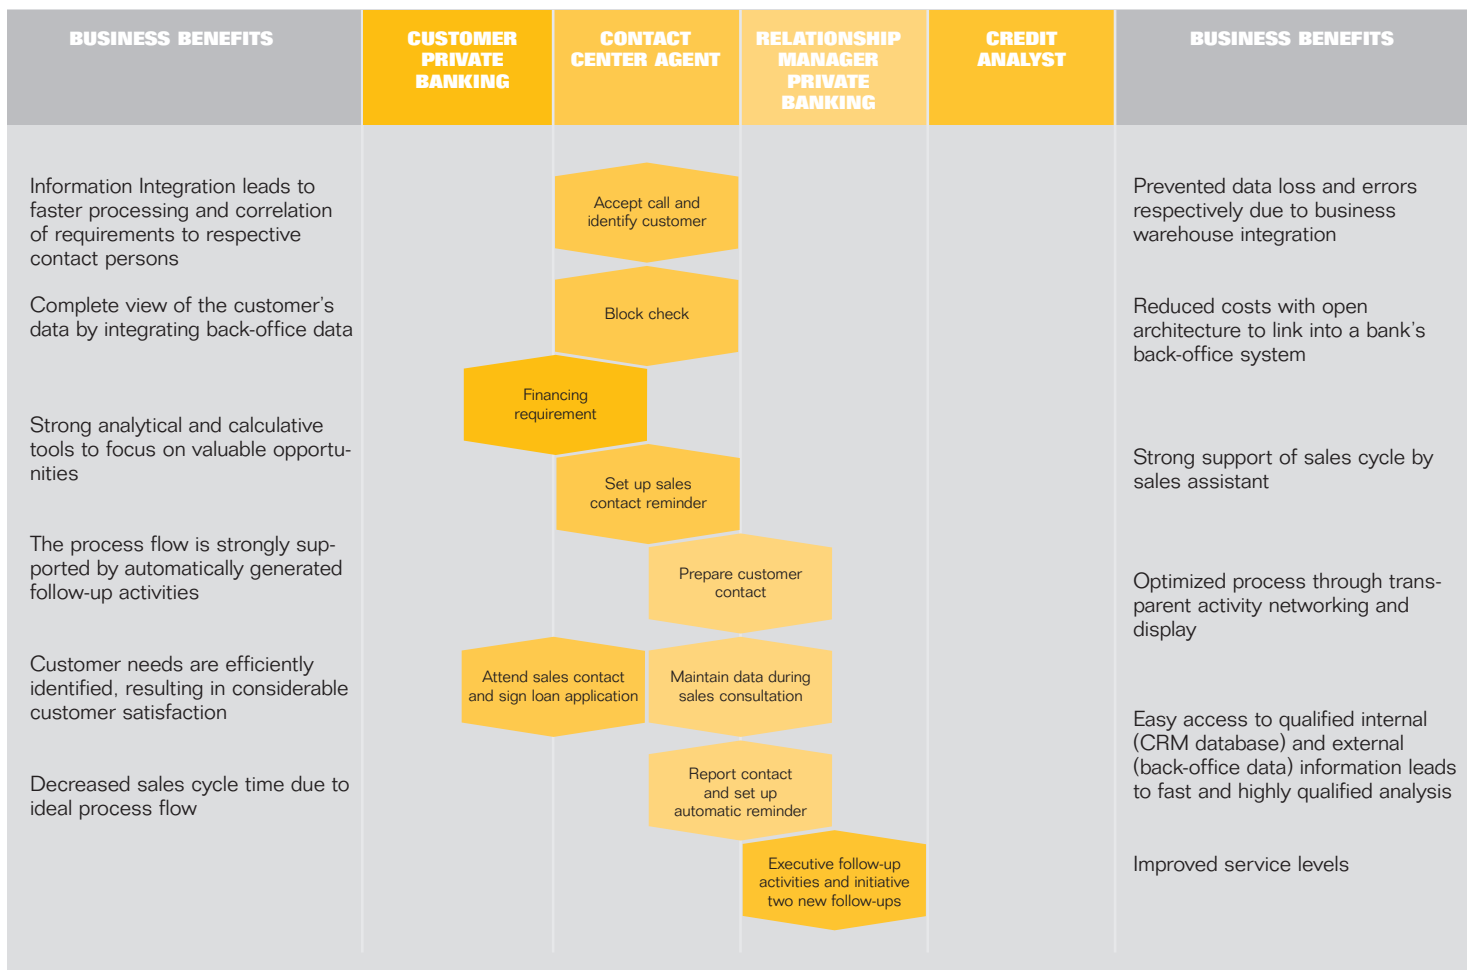 BUSINESS BENEFITS
CUSTOMER
PRIVATE
BANKING
CONTACT
CENTER AGENT
RELATIONSHIP
MANAGER
PRIVATE
BANKING
CREDIT
ANALYST
BUSINESS BENEFITS
Information Integration leads to
faster processing and correlation
of requirements to respective
contact persons
Complete view of the customer's
data by integrating back-office data
Strong analytical and calculative
tools to focus on valuable opportu-
nities
The process flow is strongly sup-
ported by automatically generated
follow-up activities
Customer needs are efficiently
identified, resulting in considerable
customer satisfaction
Decreased sales cycle time due to
ideal process flow
Accept call and
identify customer
Block check
Financing
requirement
Set up sales
contact reminder
Prepare customer
contact
Attend sales contact
and sign loan application
Maintain data during
sales consultation
Report contact
and set up
automatic reminder
Executive follow-up
activities and initiative
two new follow-ups
Prevented data loss and errors
respectively due to business
warehouse integration
Reduced costs with open
architecture to link into a bank's
back-office system
Strong support of sales cycle by
sales assistant
Optimized process through trans-
parent activity networking and
display
Easy access to qualified internal
(CRM database) and external
(back-office data) information leads
to fast and highly qualified analysis
Improved service levels